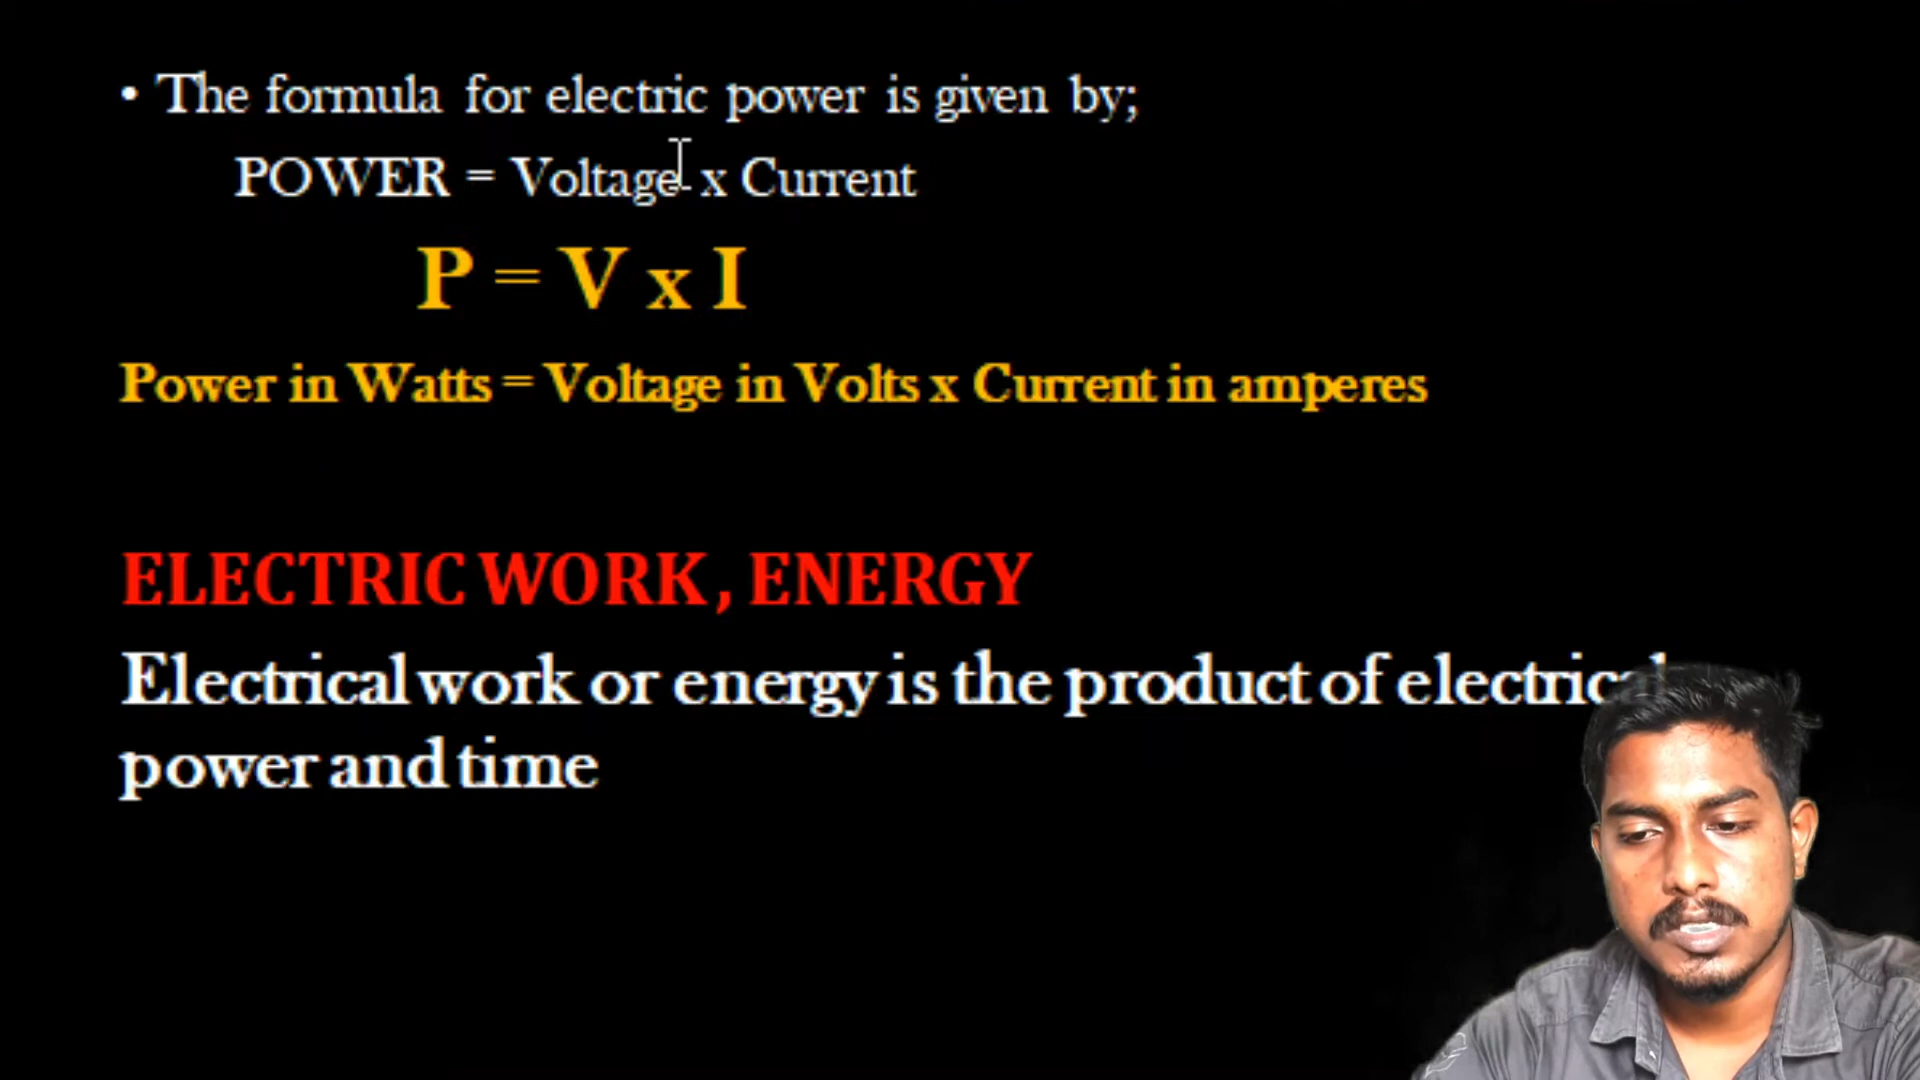 • The formula for electric power is given by;
POWER = Voltage x Current
P = V x I
Power in Watts = Voltage in Volts x Current in amperes
ELECTRIC WORK, ENERGY
Electrical work or energy is the product of electrical
power and time